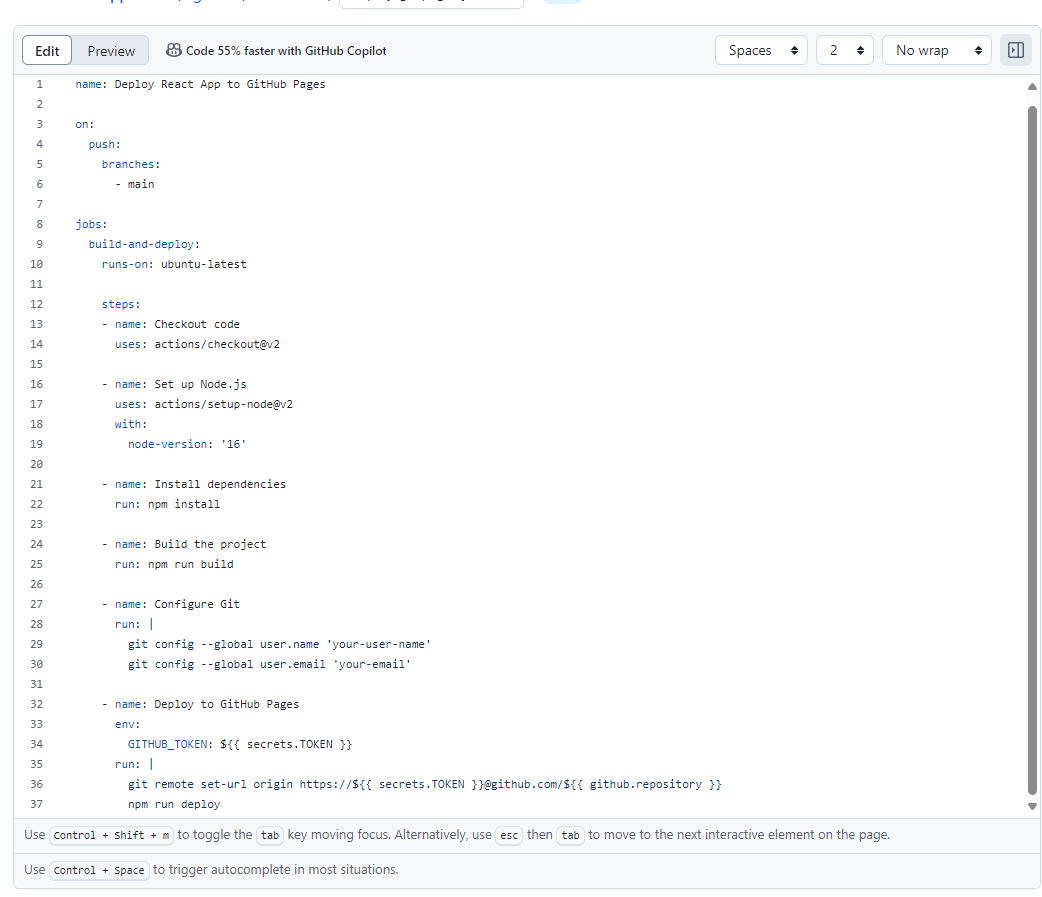 Edit Preview Code 55% faster with GitHub Copilot Spaces 2 No wrap
1 name: Deploy React App to GitHub Pages
2
3 on:
4   push:
5     branches:
6       - main
7
8 jobs:
9   build-and-deploy:
10     runs-on: ubuntu-latest
11
12     steps:
13     - name: Checkout code
14       uses: actions/checkout@v2
15
16     - name: Set up Node.js
17       uses: actions/setup-node@v2
18       with:
19         node-version: '16'
20
21     - name: Install dependencies
22       run: npm install
23
24     - name: Build the project
25       run: npm run build
26
27     - name: Configure Git
28       run: |
29         git config --global user.name 'your-user-name'
30         git config --global user.email 'your-email'
31
32     - name: Deploy to GitHub Pages
33       env:
34         GITHUB_TOKEN: ${{ secrets.TOKEN }}
35       run: |
36         git remote set-url origin https://${{ secrets.TOKEN }}@github.com/${{ github.repository }}
37         npm run deploy
Use Control + Shift + m to toggle the tab key moving focus. Alternatively, use esc then tab to move to the next interactive element on the page.
Use Control + Space to trigger autocomplete in most situations.